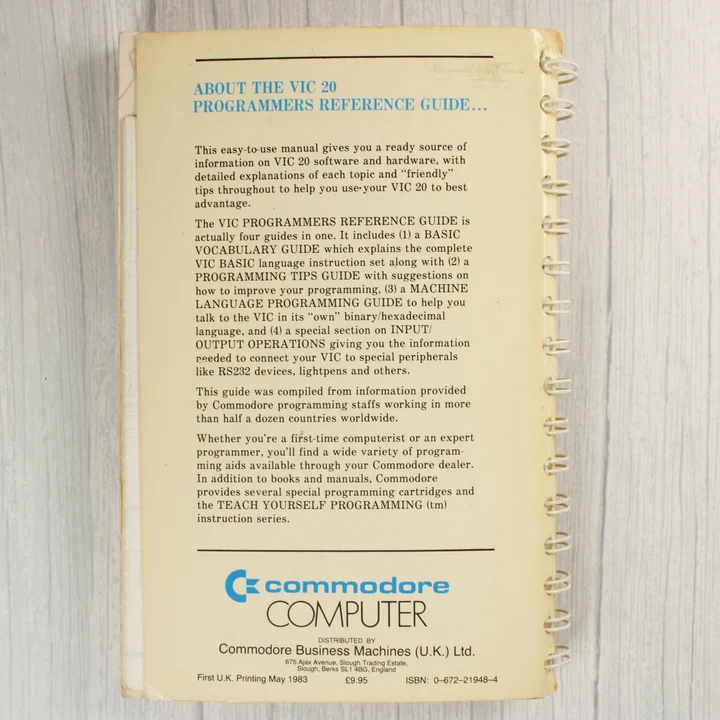 ABOUT THE VIC 20
PROGRAMMERS REFERENCE GUIDE...
This easy-to-use manual gives you a ready source of
information on VIC 20 software and hardware, with
detailed explanations of each topic and “friendly”
tips throughout to help you use your VIC 20 to best
advantage.
The VIC PROGRAMMERS REFERENCE GUIDE is
actually four guides in one. It includes (1) a BASIC
VOCABULARY GUIDE which explains the complete
VIC BASIC language instruction set along with (2) a
PROGRAMMING TIPS GUIDE with suggestions on
how to improve your programming, (3) a MACHINE
LANGUAGE PROGRAMMING GUIDE to help you
talk to the VIC in its “own” binary/hexadecimal
language, and (4) a special section on INPUT/
OUTPUT OPERATIONS giving you the information
needed to connect your VIC to special peripherals
like RS232 devices, lightpens and others.
This guide was compiled from information provided
by Commodore programming staffs working in more
than half a dozen countries worldwide.
Whether you’re a first-time computerist or an expert
programmer, you’ll find a wide variety of program-
ming aids available through your Commodore dealer.
In addition to books and manuals, Commodore
provides several special programming cartridges and
the TEACH YOURSELF PROGRAMMING (tm)
instruction series.
commodore
COMPUTER
DISTRIBUTED BY
Commodore Business Machines (U.K.) Ltd.
675 Ajax Avenue, Slough Trading Estate,
Slough, Berks SL1 4BG, England
First U.K. Printing May 1983 £9.95 ISBN: 0-672-21948-4